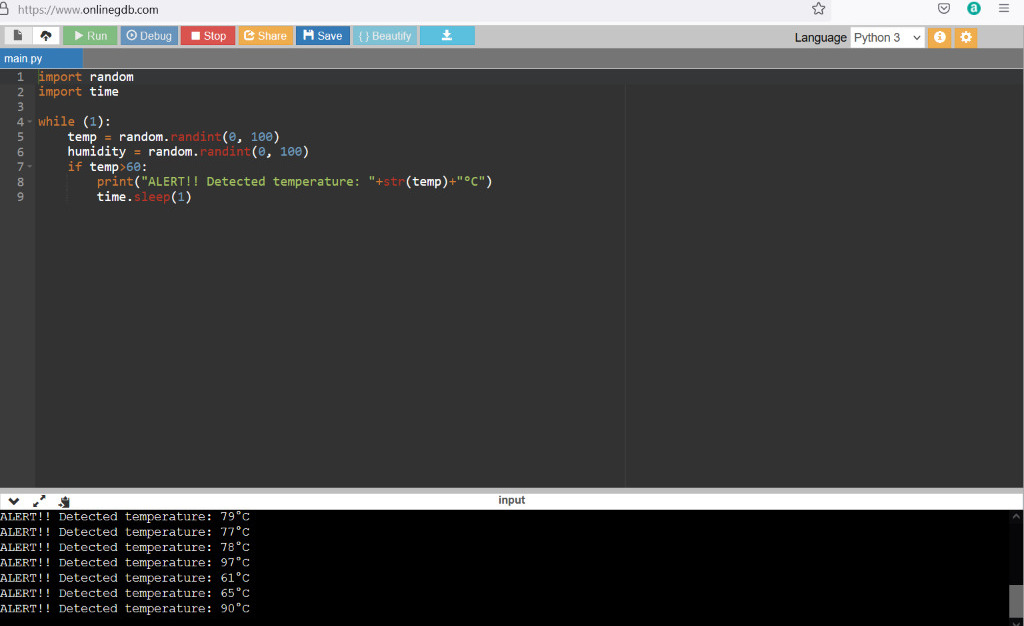 https://www.onlinegdb.com
a
Run Debug Stop Share Save { } Beautify Language Python 3 i
main.py
1 import random
2 import time
3
4 while (1):
5 temp = random.randint(0, 100)
6 humidity = random.randint(0, 100)
7 if temp>60:
8 print("ALERT!! Detected temperature: "+str(temp)+"°C")
9 time.sleep(1)
input
ALERT!! Detected temperature: 79°C
ALERT!! Detected temperature: 77°C
ALERT!! Detected temperature: 78°C
ALERT!! Detected temperature: 97°C
ALERT!! Detected temperature: 61°C
ALERT!! Detected temperature: 65°C
ALERT!! Detected temperature: 90°C